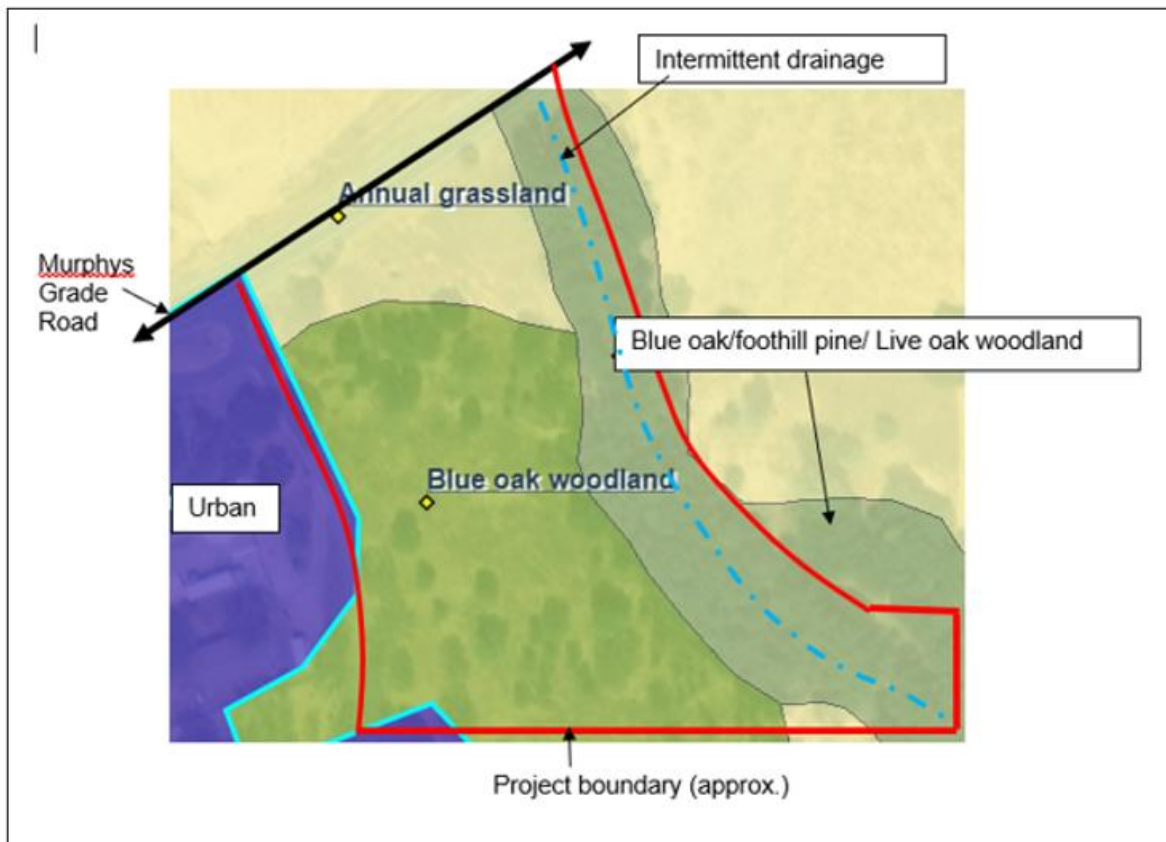 Intermittent drainage
Annual grassland
Murphys
Grade
Road
Blue oak/foothill pine/ Live oak woodland
Blue oak woodland
Urban
Project boundary (approx.)